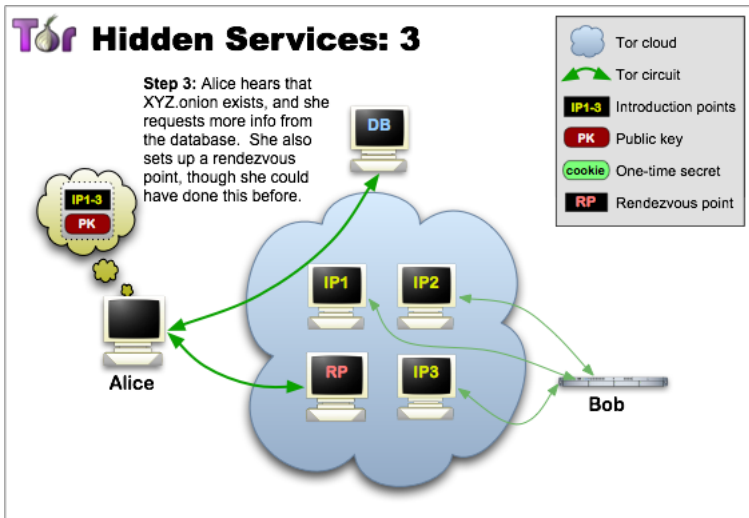 Tor Hidden Services: 3
Step 3: Alice hears that
XYZ.onion exists, and she
requests more info from
the database.  She also
sets up a rendezvous
point, though she could
have done this before.
DB
Tor cloud
Tor circuit
IP1-3 Introduction points
PK Public key
cookie One-time secret
RP Rendezvous point
IP1-3
PK
Alice
IP1
IP2
RP
IP3
Bob